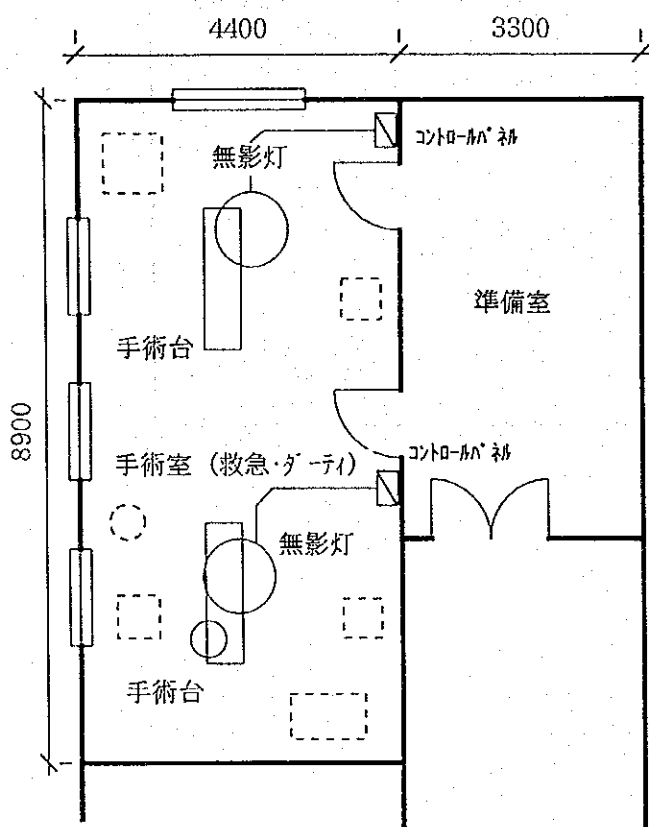 4400
3300
コントロールパネル
無影灯
準備室
手術台
8900
コントロールパネル
手術室 (救急・ダーティ)
無影灯
手術台